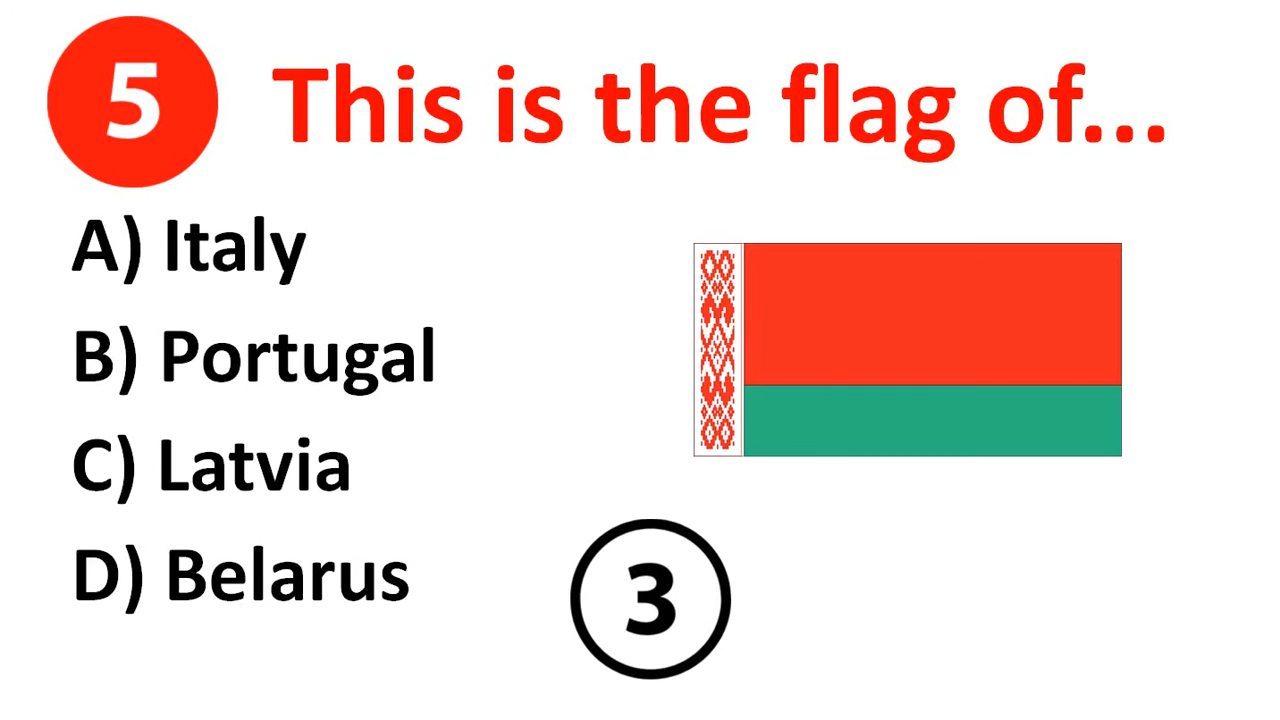 5 This is the flag of...
A) Italy
B) Portugal
C) Latvia
D) Belarus
3